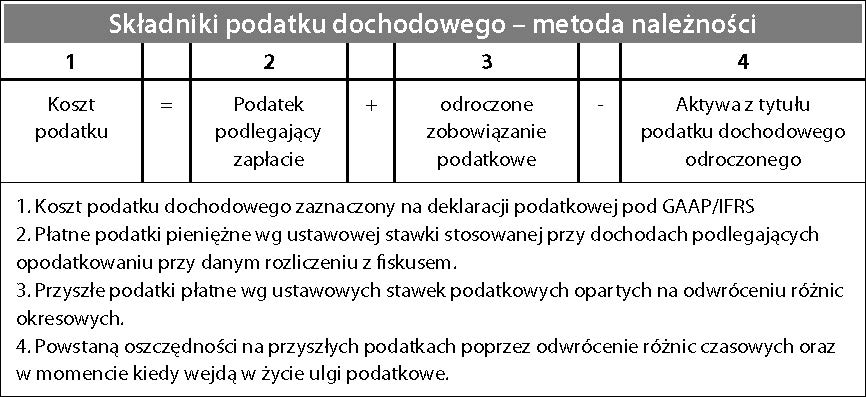 Składniki podatku dochodowego – metoda należności
1 2 3 4
Koszt = Podatek + odroczone - Aktywa z tytułu
podatku podlegający zobowiązanie podatku dochodowego
zapłacie podatkowe odroczonego
1. Koszt podatku dochodowego zaznaczony na deklaracji podatkowej pod GAAP/IFRS
2. Płatne podatki pieniężne wg ustawowej stawki stosowanej przy dochodach podlegających
opodatkowaniu przy danym rozliczeniu z fiskusem.
3. Przyszłe podatki płatne wg ustawowych stawek podatkowych opartych na odwróceniu różnic
okresowych.
4. Powstaną oszczędności na przyszłych podatkach poprzez odwrócenie różnic czasowych oraz
w momencie kiedy wejdą w życie ulgi podatkowe.